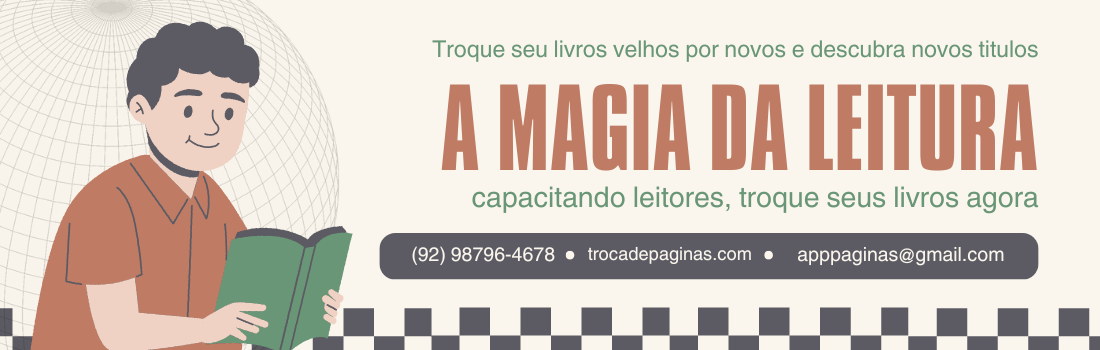 Troque seu livros velhos por novos e descubra novos titulos
A MAGIA DA LEITURA
capacitando leitores, troque seus livros agora
(92) 98796-4678 • trocadepaginas.com • apppaginas@gmail.com